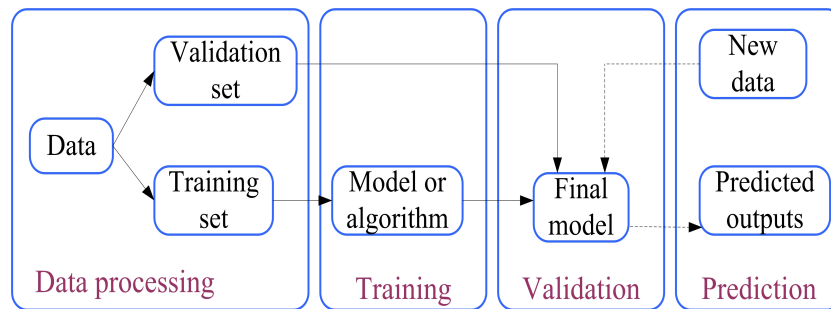 Validation
set
Data
Training
set
Data processing
Model or
algorithm
Training
Final
model
Validation
New
data
Predicted
outputs
Prediction